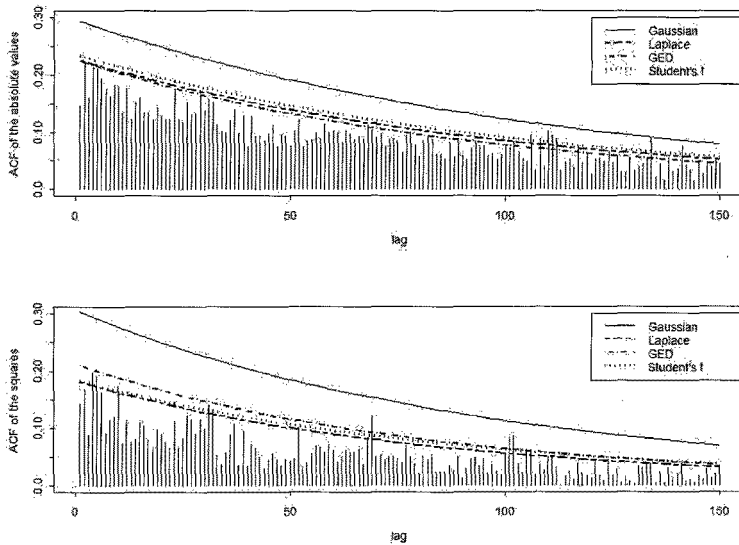 ACF of the absolute values
0.30
0.20
0.10
0.0
Gaussian
Laplace
GED
Student's t
0
50
100
150
lag
ACF of the squares
0.30
0.20
0.10
0.0
Gaussian
Laplace
GED
Student's t
0
50
100
150
lag